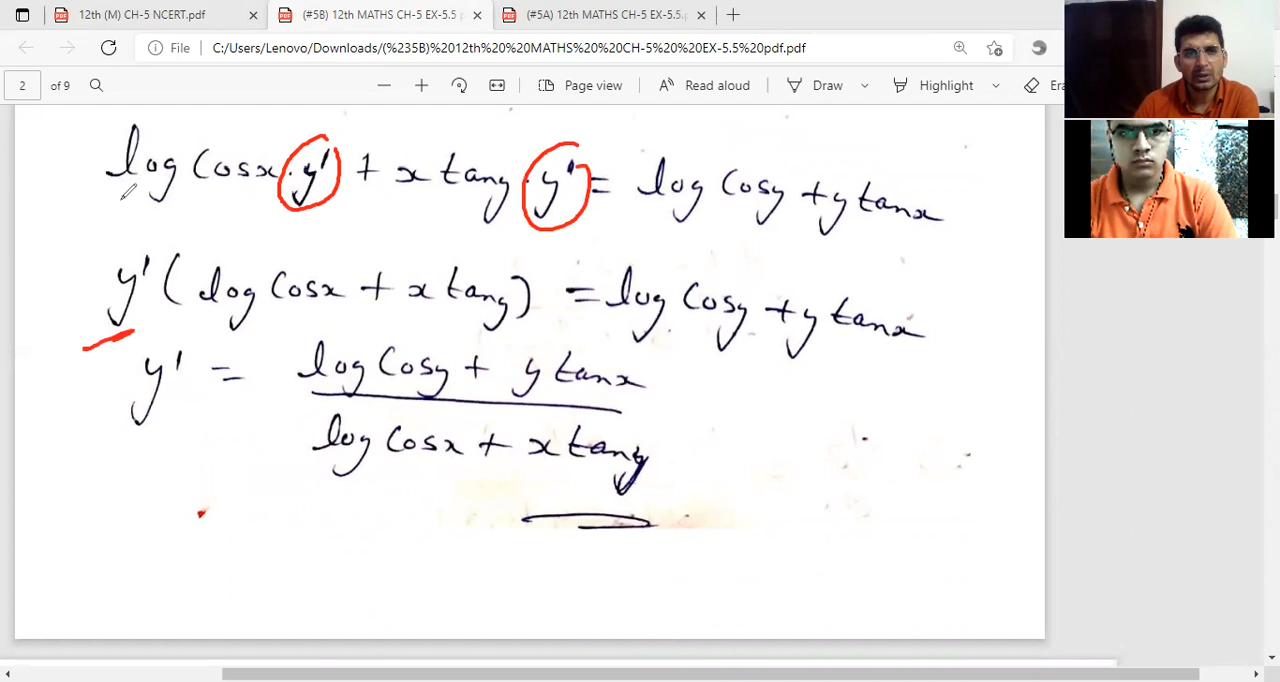 12th (M) CH-5 NCERT.pdf
(#5B) 12th MATHS CH-5 EX-5.5 p
(#5A) 12th MATHS CH-5 EX-5.5.
File
C:/Users/Lenovo/Downloads/(%235B)%2012th%20%20MATHS%20%20CH-5%20%20EX-5.5%20pdf.pdf
2 of 9
Page view
Read aloud
Draw
Highlight
Era
log Cosx . y' + x tany . y' = log Cosy + y tanx
y' ( log Cosx + x tany ) = log Cosy + y tanx
y' = log Cosy + y tanx
log Cosx + x tany